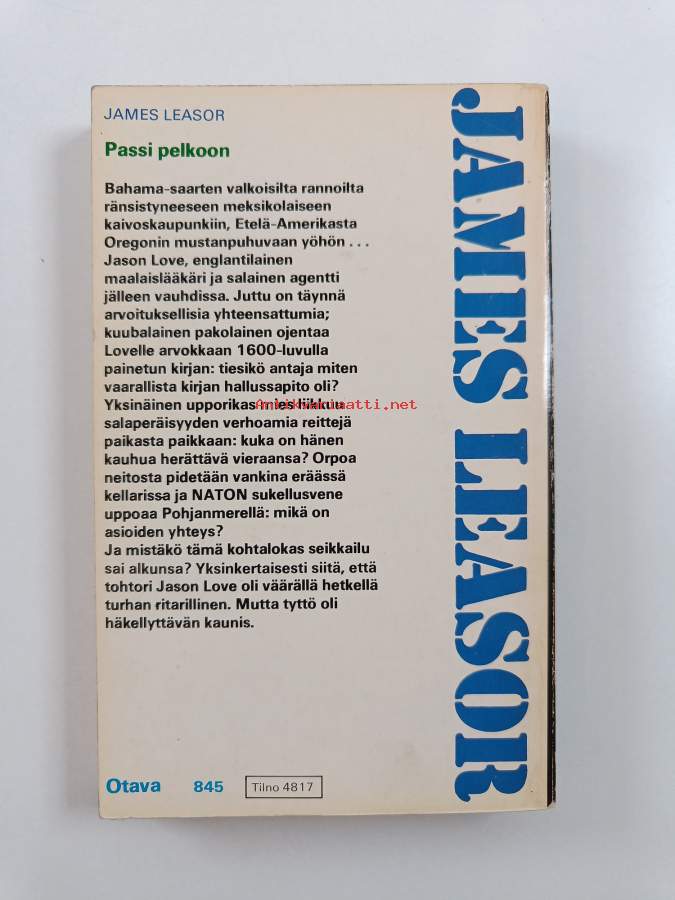 JAMES LEASOR
Passi pelkoon
Bahama-saarten valkoisilta rannoilta
ränsistyneeseen meksikolaiseen
kaivoskaupunkiin, Etelä-Amerikasta
Oregonin mustanpuhuvaan yöhön . . .
Jason Love, englantilainen
maalaislääkäri ja salainen agentti
jälleen vauhdissa. Juttu on täynnä
arvoituksellisia yhteensattumia;
kuubalainen pakolainen ojentaa
Lovelle arvokkaan 1600-luvulla
painetun kirjan: tiesikö antaja miten
vaarallista kirjan hallussapito oli?
Yksinäinen upporikas mies liikkuu
salaperäisyyden verhoamia reittejä
paikasta paikkaan: kuka on hänen
kauhua herättävä vieraansa? Orpoa
neitosta pidetään vankina eräässä
kellarissa ja NATON sukellusvene
uppoaa Pohjanmerellä: mikä on
asioiden yhteys?
Ja mistäkö tämä kohtalokas seikkailu
sai alkunsa? Yksinkertaisesti siitä, että
tohtori Jason Love oli väärällä hetkellä
turhan ritarillinen. Mutta tyttö oli
häkellyttävän kaunis.
Otava 845 Tilno 4817
JAMES LEASOR
Antikvariaatti.net